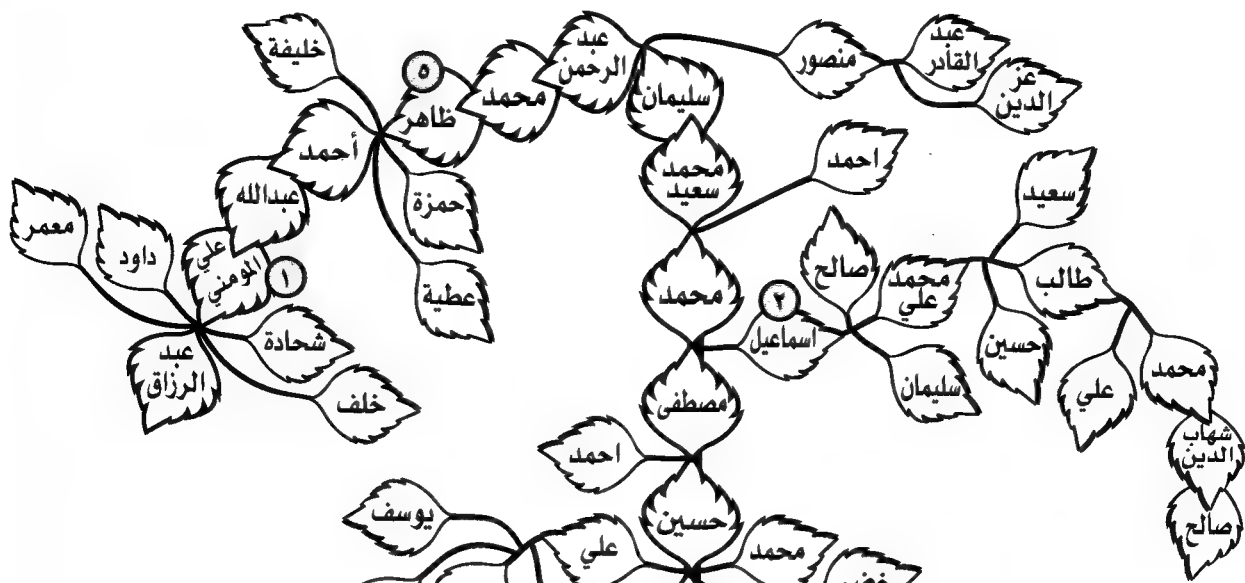 خليفة
٥
ظاهر
محمد
عبد
الرحمن
سليمان
منصور
عبد
القادر
عز
الدين
أحمد
عبدالله
حمزة
عطية
علي
المومني
١
معمر
داود
شحادة
عبد
الرزاق
خلف
محمد
سعيد
احمد
محمد
٢
اسماعيل
صالح
محمد
علي
سليمان
سعيد
طالب
حسين
علي
محمد
شهاب
الدين
صالح
مصطفى
احمد
حسين
يوسف
علي
محمد